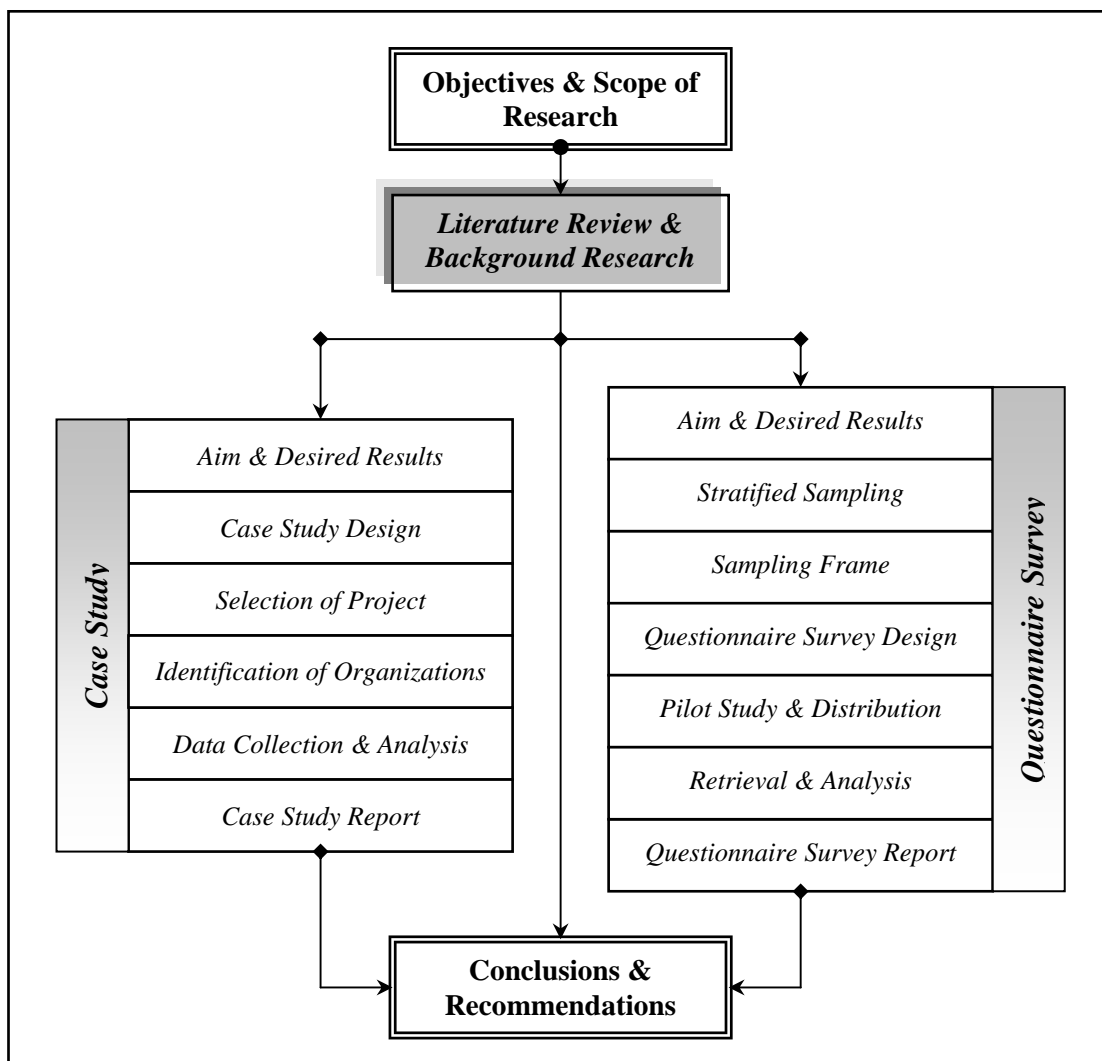 Objectives & Scope of
Research
Literature Review &
Background Research
Case Study
Aim & Desired Results
Case Study Design
Selection of Project
Identification of Organizations
Data Collection & Analysis
Case Study Report
Aim & Desired Results
Stratified Sampling
Sampling Frame
Questionnaire Survey Design
Pilot Study & Distribution
Retrieval & Analysis
Questionnaire Survey Report
Questionnaire Survey
Conclusions &
Recommendations